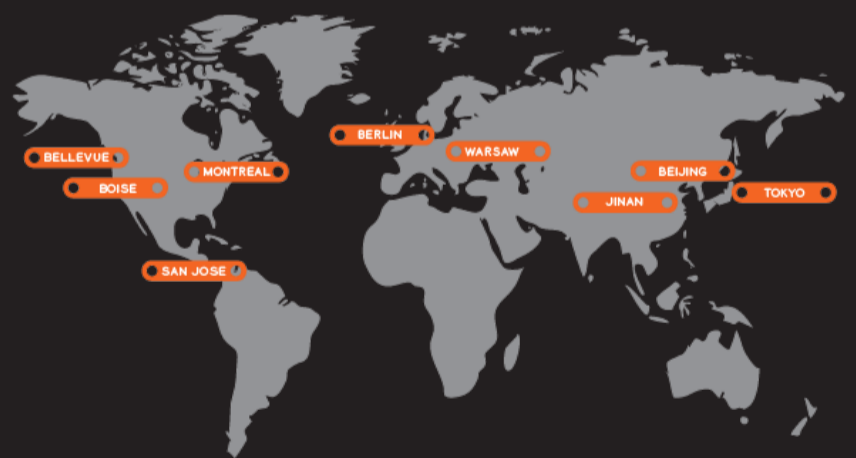 BERLIN
WARSAW
BELLEVUE
MONTREAL
BEIJING
BOISE
TOKYO
JINAN
SAN JOSE